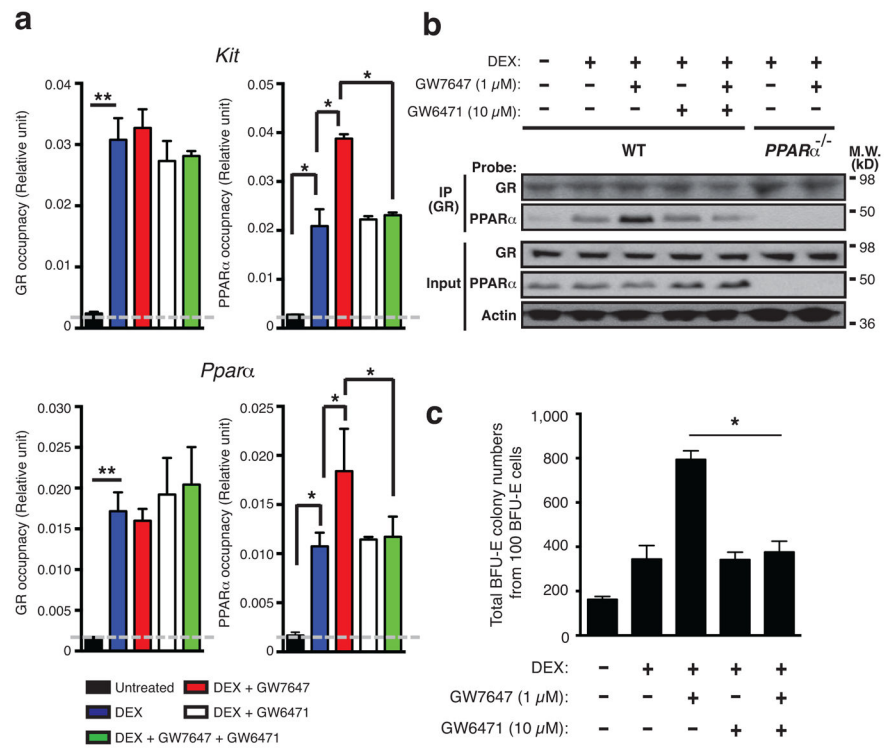 a
Kit
GR occupnacy (Relative unit)
0.04
0.03
0.02
0.01
0
**
PPARα occupnacy (Relative unit)
0.05
0.04
0.03
0.02
0.01
0
*
*
*
Pparα
GR occupnacy (Relative unit)
0.030
0.025
0.020
0.015
0.010
0.005
0
**
PPARα occupnacy (Relative unit)
0.025
0.020
0.015
0.010
0.005
0
*
*
*
Untreated
DEX + GW7647
DEX
DEX + GW6471
DEX + GW7647 + GW6471
b
DEX: − + + + + + +
GW7647 (1 µM): − − + − + − +
GW6471 (10 µM): − − − + + − −
WT
PPARα−/−
M.W.
(kD)
Probe:
IP
(GR)
GR
98
PPARα
50
Input
GR
98
PPARα
50
Actin
36
c
Total BFU-E colony numbers
from 100 BFU-E cells
1,000
800
600
400
200
0
*
DEX: − + + + +
GW7647 (1 µM): − − + − +
GW6471 (10 µM): − − − + +